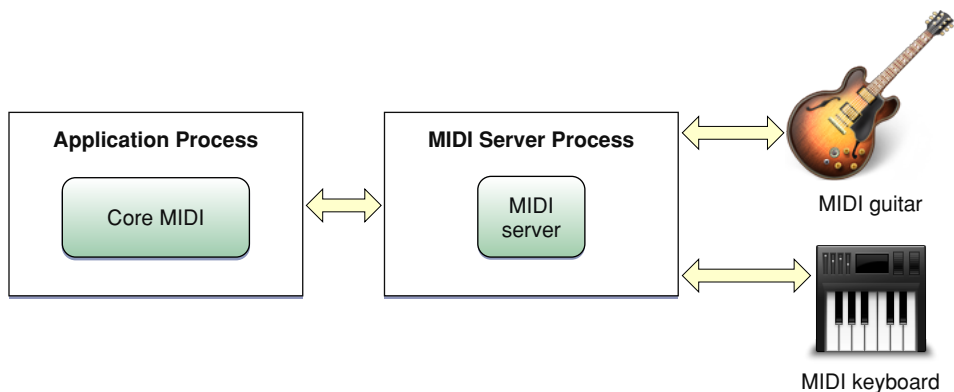 Application Process
Core MIDI
MIDI Server Process
MIDI
server
MIDI guitar
MIDI keyboard